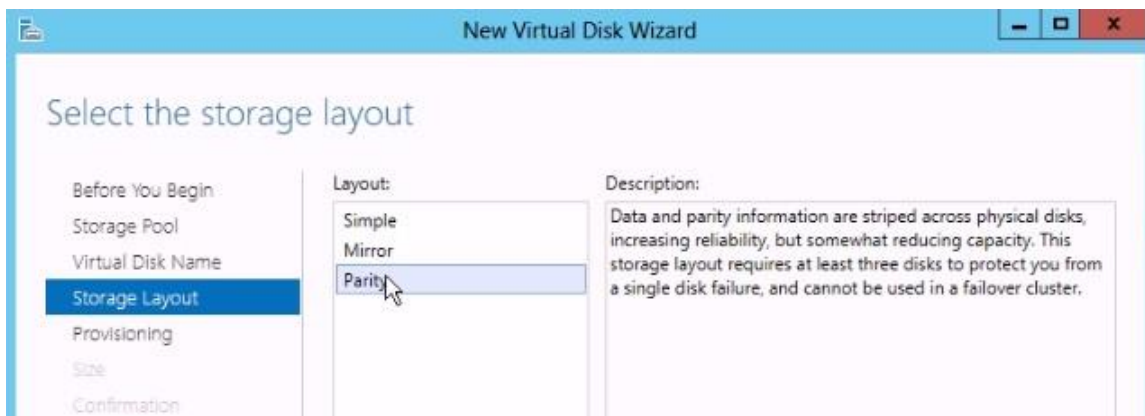 New Virtual Disk Wizard
Select the storage layout
Before You Begin
Storage Pool
Virtual Disk Name
Storage Layout
Provisioning
Size
Confirmation
Layout:
Simple
Mirror
Parity
Description:
Data and parity information are striped across physical disks,
increasing reliability, but somewhat reducing capacity. This
storage layout requires at least three disks to protect you from
a single disk failure, and cannot be used in a failover cluster.